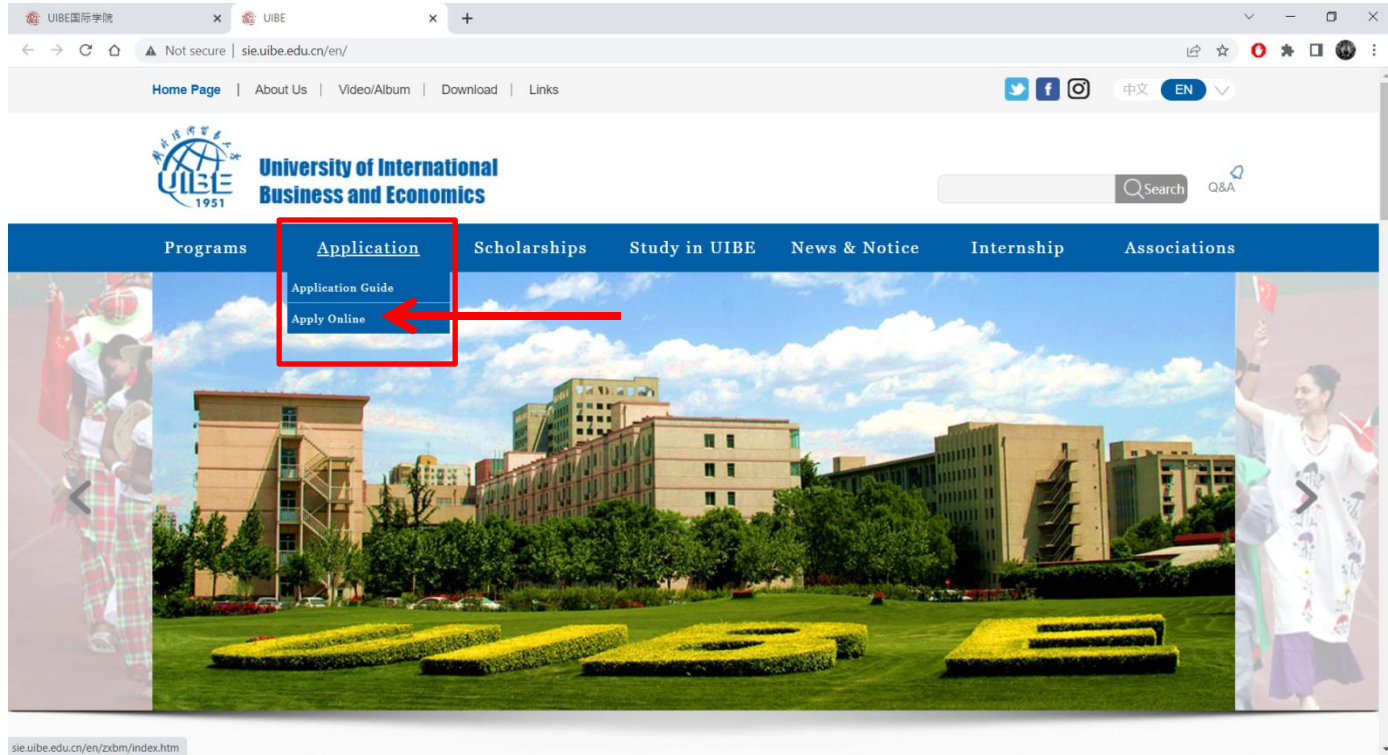 UIBE国际学院
UIBE
Not secure | sie.uibe.edu.cn/en/
Home Page | About Us | Video/Album | Download | Links
中文 EN
UIBE
1951
University of International
Business and Economics
Search Q&A
Programs Application Scholarships Study in UIBE News & Notice Internship Associations
Application Guide
Apply Online
UIBE
sie.uibe.edu.cn/en/zxbm/index.htm